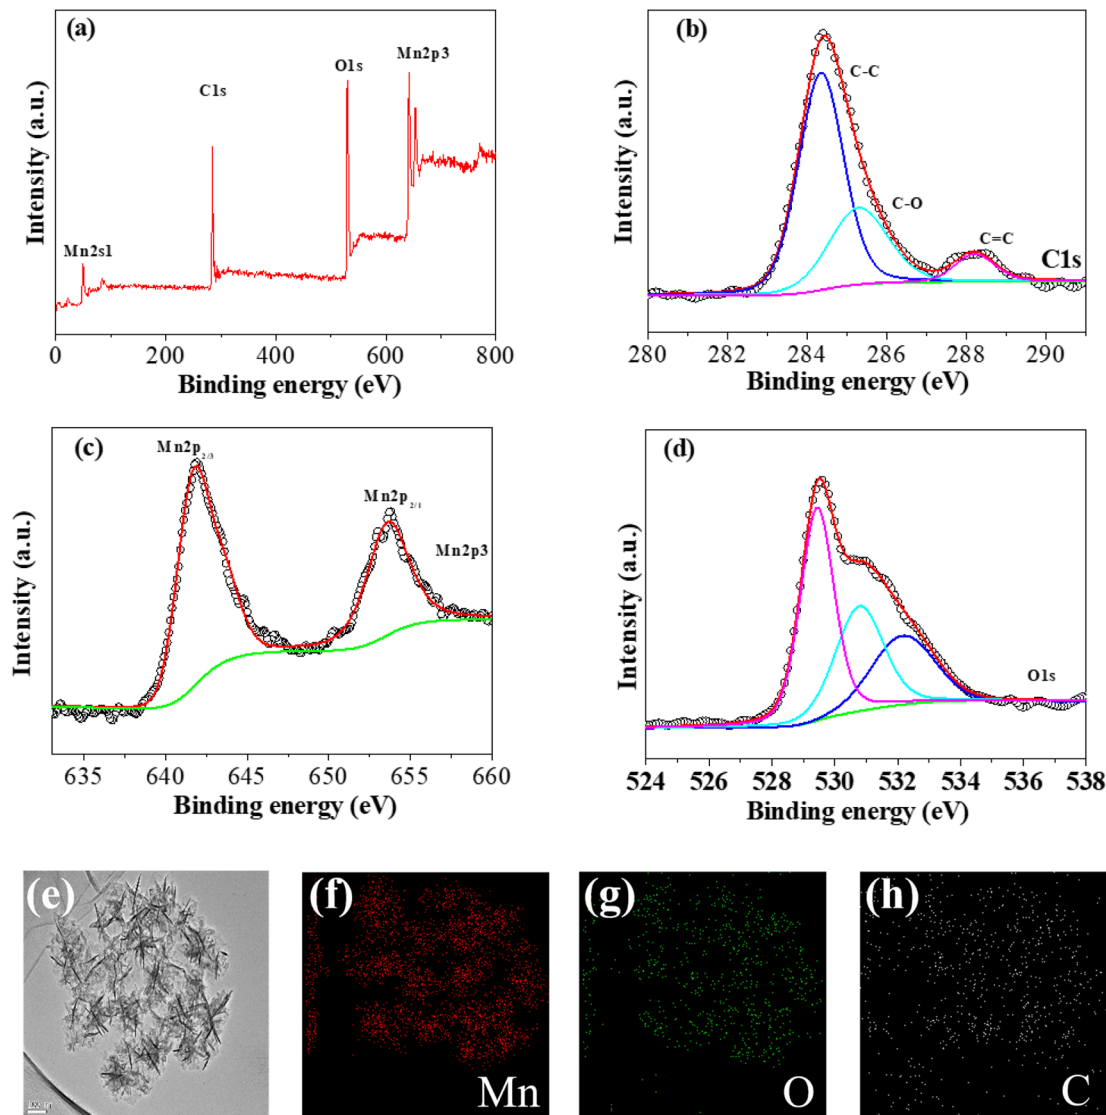 (a)
Mn2p3
O1s
C1s
Mn2s1
Intensity (a.u.)
0 200 400 600 800
Binding energy (eV)
(b)
C-C
C-O
C=C
C1s
Intensity (a.u.)
280 282 284 286 288 290
Binding energy (eV)
(c)
Mn2p2/3
Mn2p2/1
Mn2p3
Intensity (a.u.)
635 640 645 650 655 660
Binding energy (eV)
(d)
O1s
Intensity (a.u.)
524 526 528 530 532 534 536 538
Binding energy (eV)
(e)
(f)
Mn
(g)
O
(h)
C